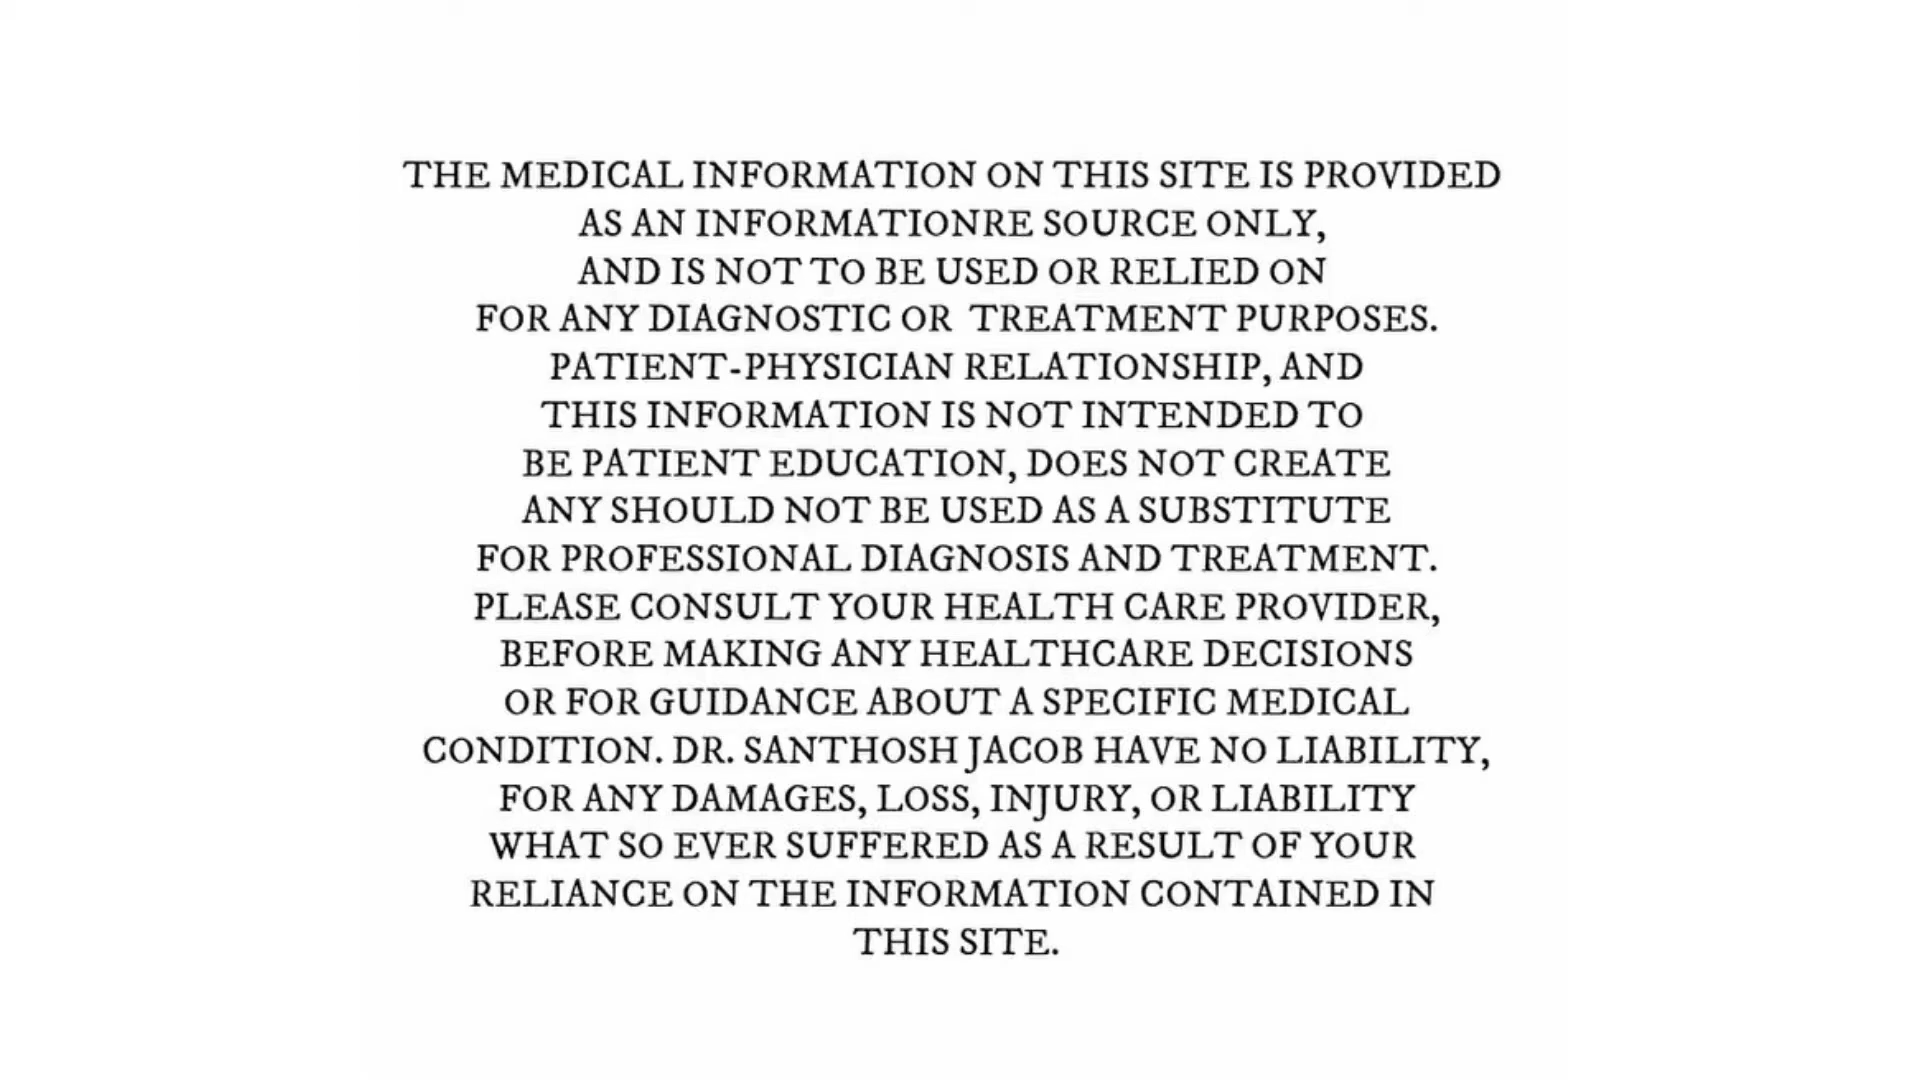 THE MEDICAL INFORMATION ON THIS SITE IS PROVIDED
AS AN INFORMATIONRE SOURCE ONLY,
AND IS NOT TO BE USED OR RELIED ON
FOR ANY DIAGNOSTIC OR  TREATMENT PURPOSES.
PATIENT-PHYSICIAN RELATIONSHIP, AND
THIS INFORMATION IS NOT INTENDED TO
BE PATIENT EDUCATION, DOES NOT CREATE
ANY SHOULD NOT BE USED AS A SUBSTITUTE
FOR PROFESSIONAL DIAGNOSIS AND TREATMENT.
PLEASE CONSULT YOUR HEALTH CARE PROVIDER,
BEFORE MAKING ANY HEALTHCARE DECISIONS
OR FOR GUIDANCE ABOUT A SPECIFIC MEDICAL
CONDITION. DR. SANTHOSH JACOB HAVE NO LIABILITY,
FOR ANY DAMAGES, LOSS, INJURY, OR LIABILITY
WHAT SO EVER SUFFERED AS A RESULT OF YOUR
RELIANCE ON THE INFORMATION CONTAINED IN
THIS SITE.